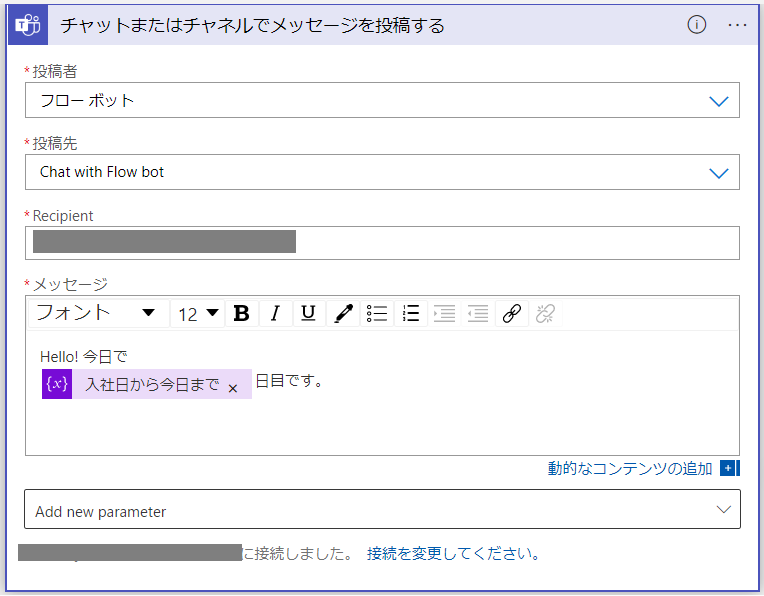 チャットまたはチャネルでメッセージを投稿する
*投稿者
フロー ボット
*投稿先
Chat with Flow bot
*Recipient
*メッセージ
フォント 12 B I U
Hello! 今日で
{x} 入社日から今日まで × 日目です。
動的なコンテンツの追加
Add new parameter
に接続しました。 接続を変更してください。